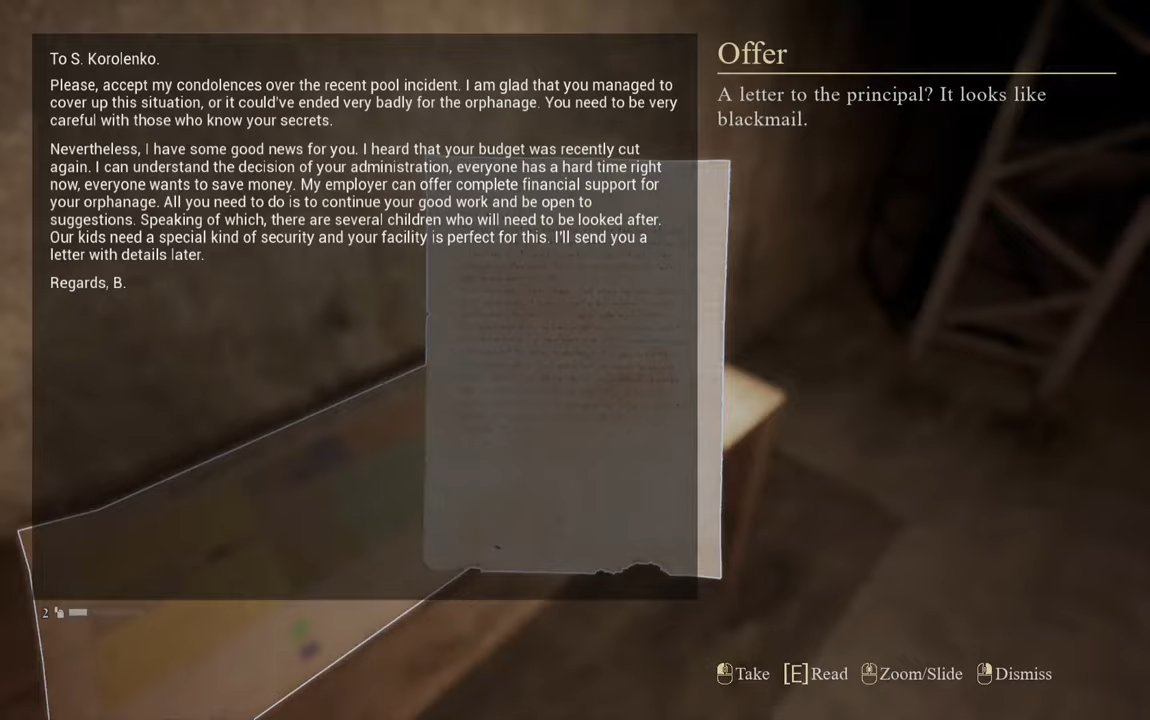 To S. Korolenko.
Please, accept my condolences over the recent pool incident. I am glad that you managed to
cover up this situation, or it could've ended very badly for the orphanage. You need to be very
careful with those who know your secrets.
Nevertheless, I have some good news for you. I heard that your budget was recently cut
again. I can understand the decision of your administration, everyone has a hard time right
now, everyone wants to save money. My employer can offer complete financial support for
your orphanage. All you need to do is to continue your good work and be open to
suggestions. Speaking of which, there are several children who will need to be looked after.
Our kids need a special kind of security and your facility is perfect for this. I'll send you a
letter with details later.
Regards, B.
Offer
A letter to the principal? It looks like
blackmail.
2
Take [E]Read Zoom/Slide Dismiss